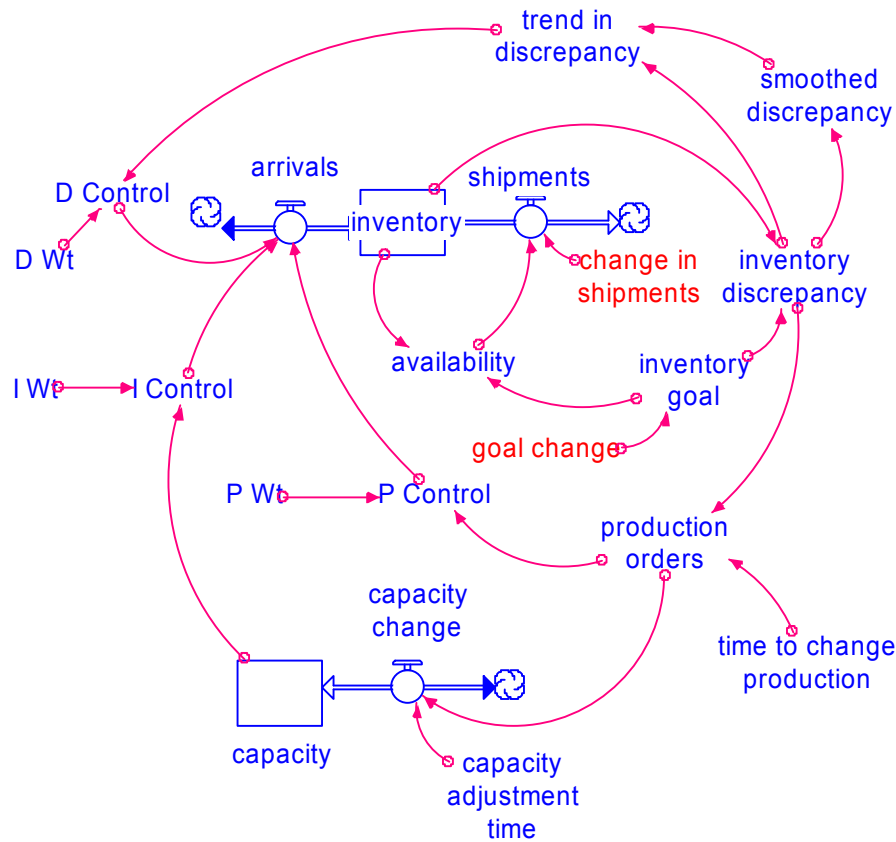 trend in
discrepancy
smoothed
discrepancy
arrivals
shipments
D Control
inventory
D Wt
change in
shipments
inventory
discrepancy
availability
inventory
goal
I Wt
I Control
goal change
P Wt
P Control
production
orders
capacity
change
time to change
production
capacity
capacity
adjustment
time